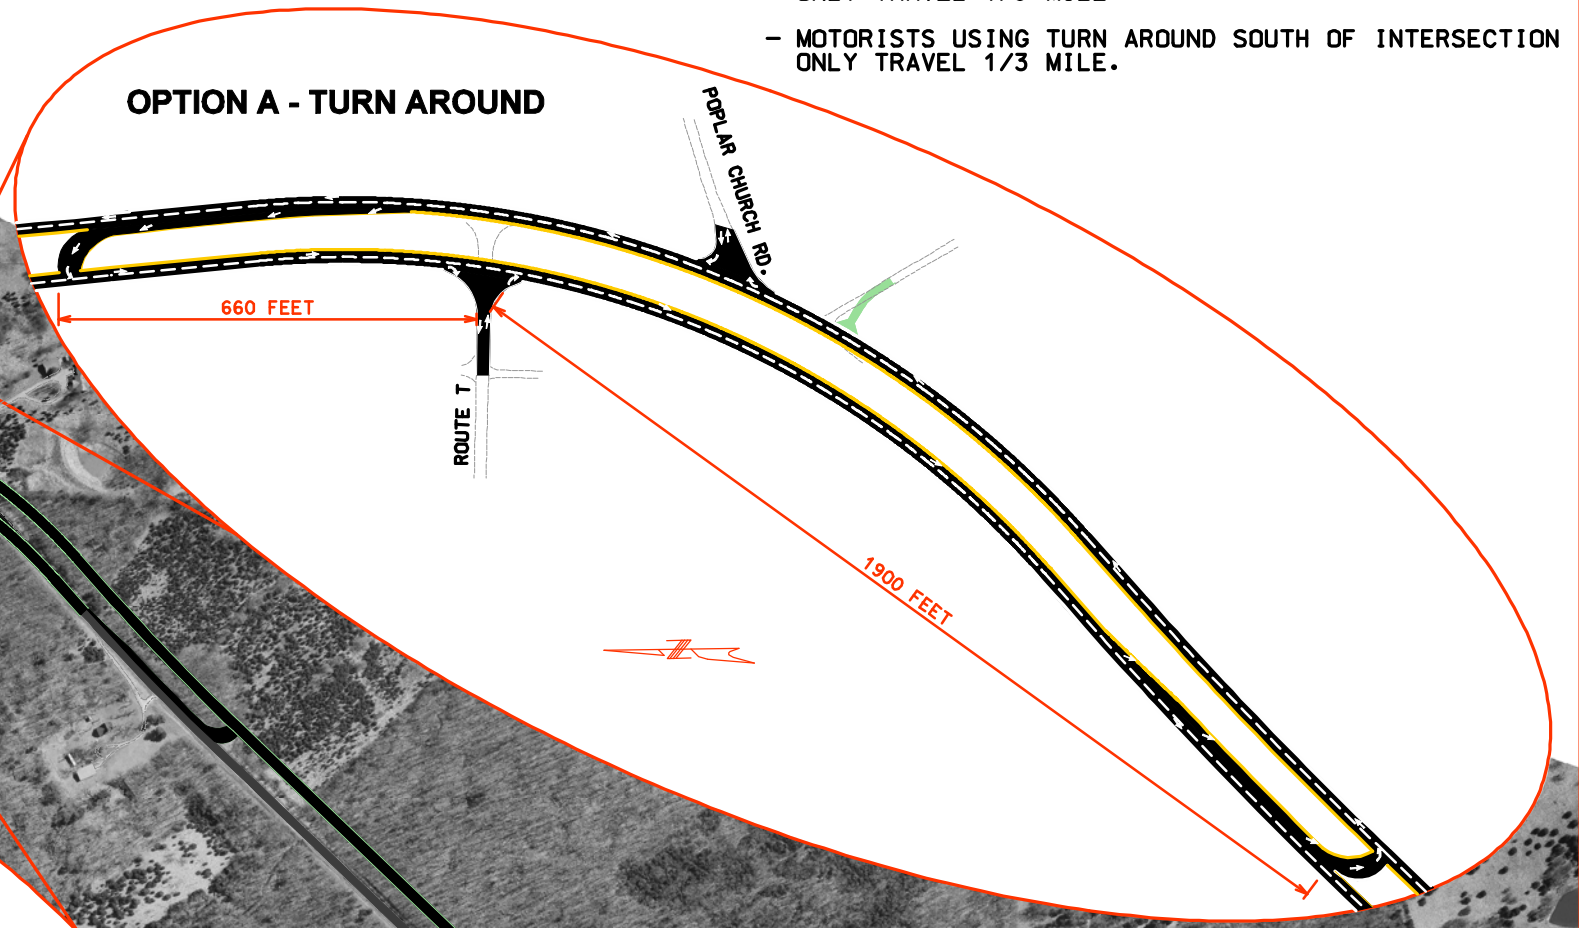 - MOTORISTS USING TURN AROUND SOUTH OF INTERSECTION
ONLY TRAVEL 1/3 MILE.
OPTION A - TURN AROUND
POPLAR CHURCH RD.
660 FEET
ROUTE T
1900 FEET